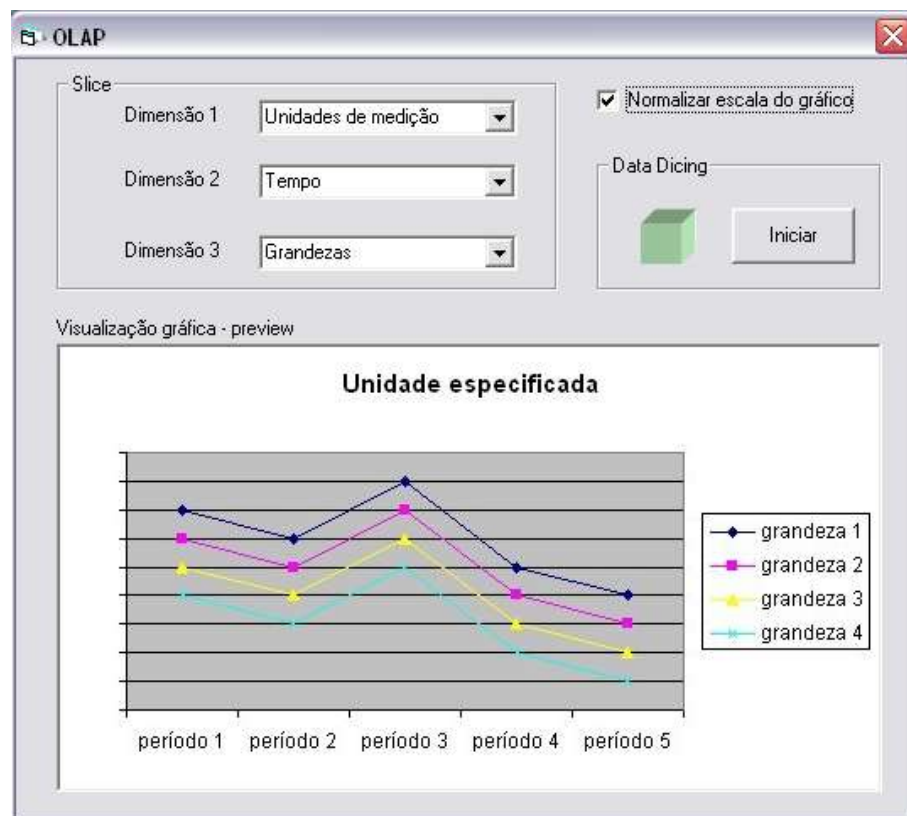 OLAP
Slice
Dimensão 1
Unidades de medição
Dimensão 2
Tempo
Dimensão 3
Grandezas
Normalizar escala do gráfico
Data Dicing
Iniciar
Visualização gráfica - preview
Unidade especificada
grandeza 1
grandeza 2
grandeza 3
grandeza 4
período 1 período 2 período 3 período 4 período 5